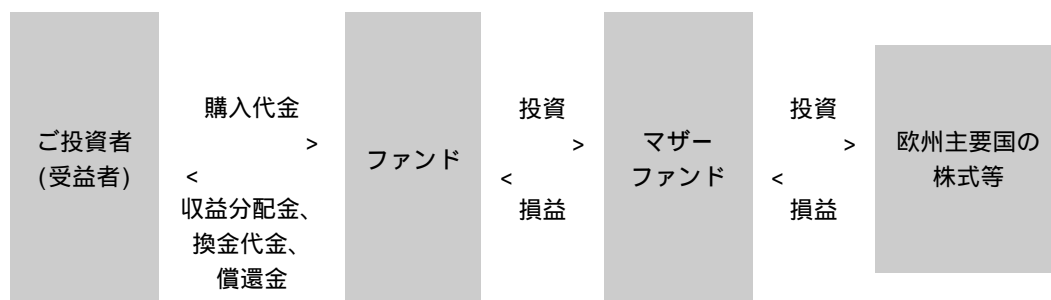 ご投資者
(受益者)
購入代金
>
<
収益分配金、
換金代金、
償還金
ファンド
投資
>
<
損益
マザー
ファンド
投資
>
<
損益
欧州主要国の
株式等